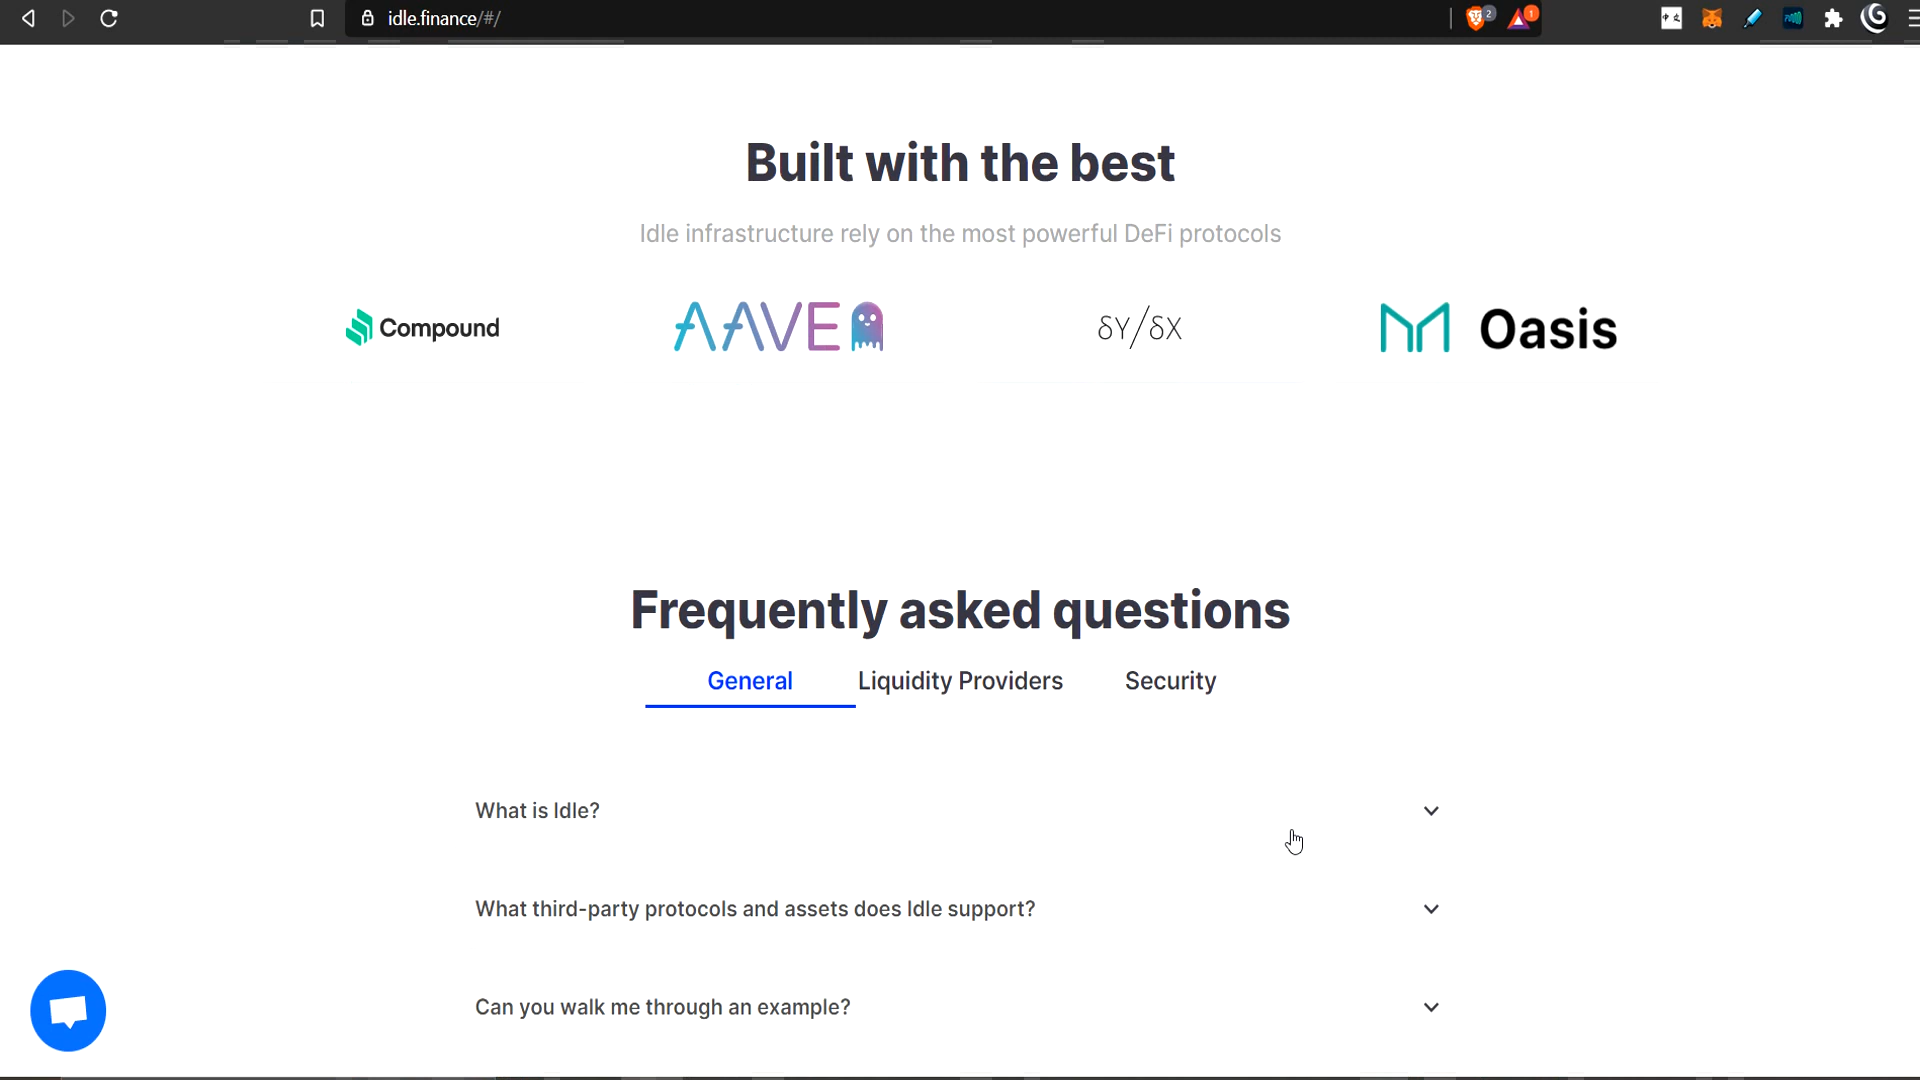 idle.finance/#/
2
1
Built with the best
Idle infrastructure rely on the most powerful DeFi protocols
Compound
AAVE
δY/δX
Oasis
Frequently asked questions
General Liquidity Providers Security
What is Idle?
What third-party protocols and assets does Idle support?
Can you walk me through an example?